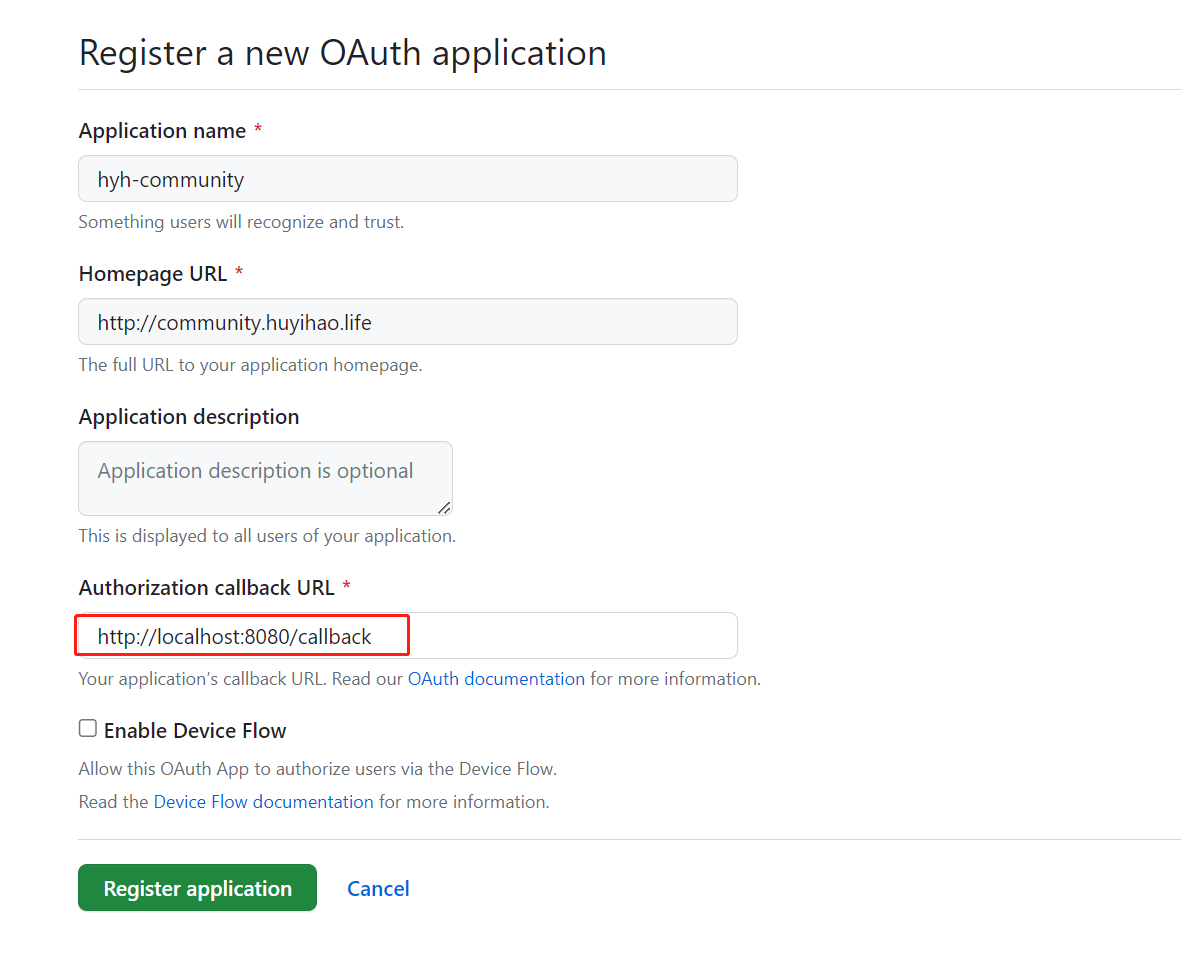 Register a new OAuth application
Application name *
hyh-community
Something users will recognize and trust.
Homepage URL *
http://community.huyihao.life
The full URL to your application homepage.
Application description
Application description is optional
This is displayed to all users of your application.
Authorization callback URL *
http://localhost:8080/callback
Your application’s callback URL. Read our OAuth documentation for more information.
Enable Device Flow
Allow this OAuth App to authorize users via the Device Flow.
Read the Device Flow documentation for more information.
Register application Cancel